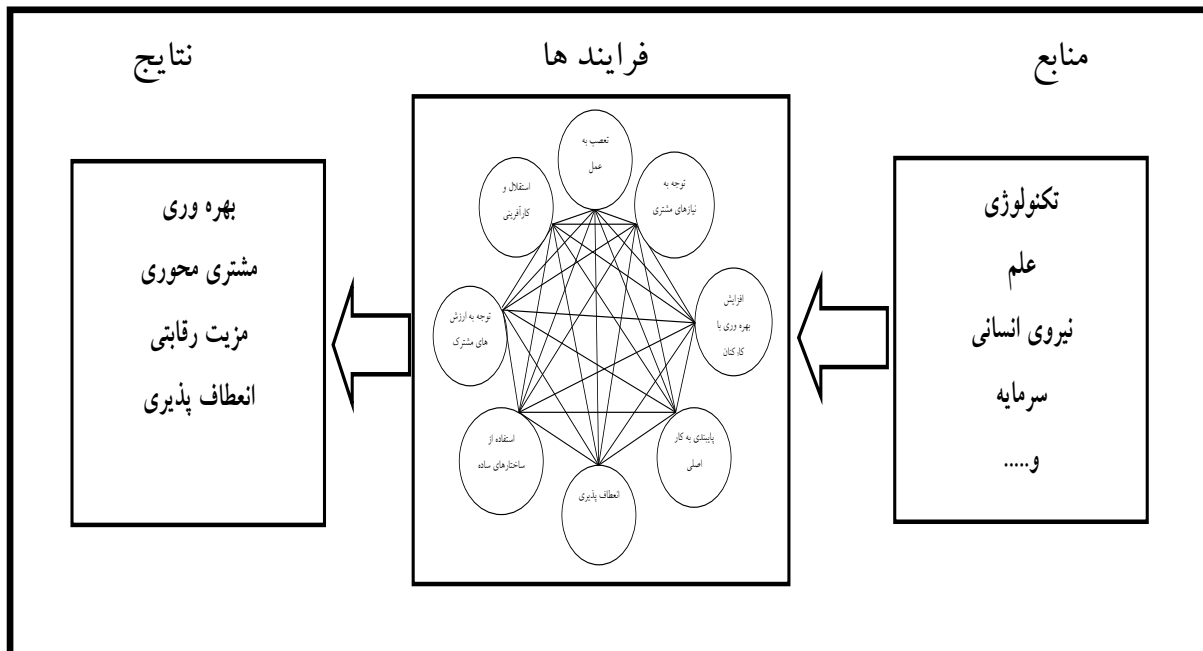 منابع
فرایند ها
نتایج
تکنولوژی
علم
نیروی انسانی
سرمایه
و.....
تعصب به
عمل
توجه به
نیازهای مشتری
افزایش
بهره وری با
کارکنان
پایبندی به کار
اصلی
انعطاف پذیری
استفاده از
ساختارهای ساده
توجه به ارزش
های مشترک
استقلال و
کارآفرینی
بهره وری
مشتری محوری
مزیت رقابتی
انعطاف پذیری